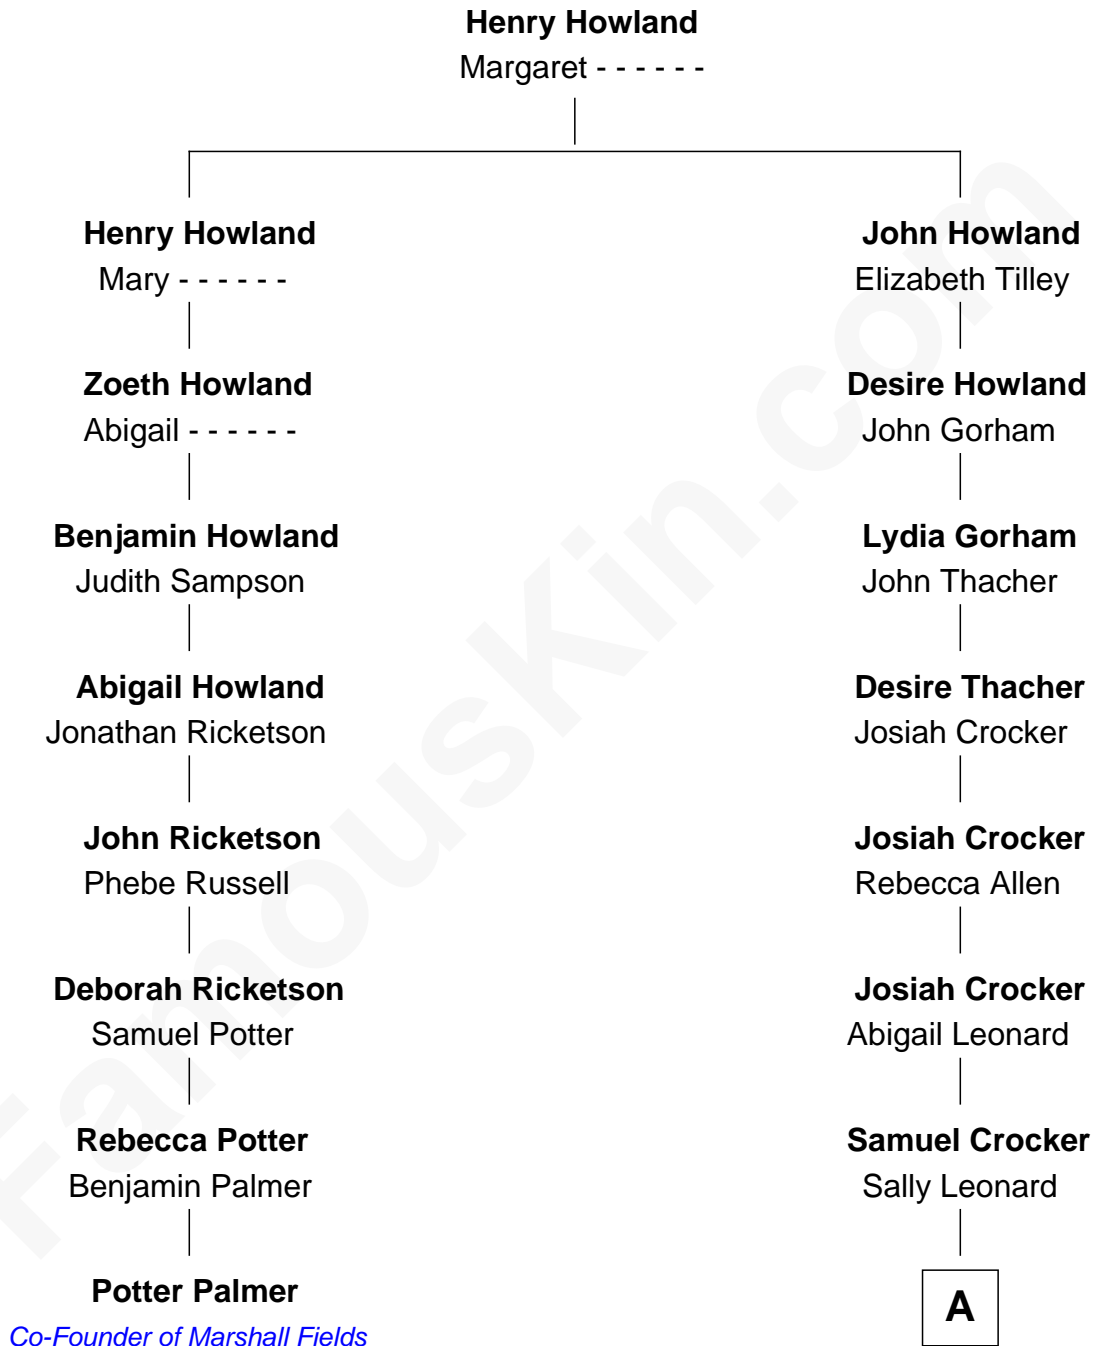 Henry Howland
Margaret - - - - - -
Henry Howland
Mary - - - - - -
John Howland
Elizabeth Tilley
Zoeth Howland
Abigail - - - - - -
Desire Howland
John Gorham
Benjamin Howland
Judith Sampson
Lydia Gorham
John Thacher
Abigail Howland
Jonathan Ricketson
Desire Thacher
Josiah Crocker
John Ricketson
Phebe Russell
Josiah Crocker
Rebecca Allen
Deborah Ricketson
Samuel Potter
Josiah Crocker
Abigail Leonard
Rebecca Potter
Benjamin Palmer
Samuel Crocker
Sally Leonard
Potter Palmer
Co-Founder of Marshall Fields
A
FamousKin.com